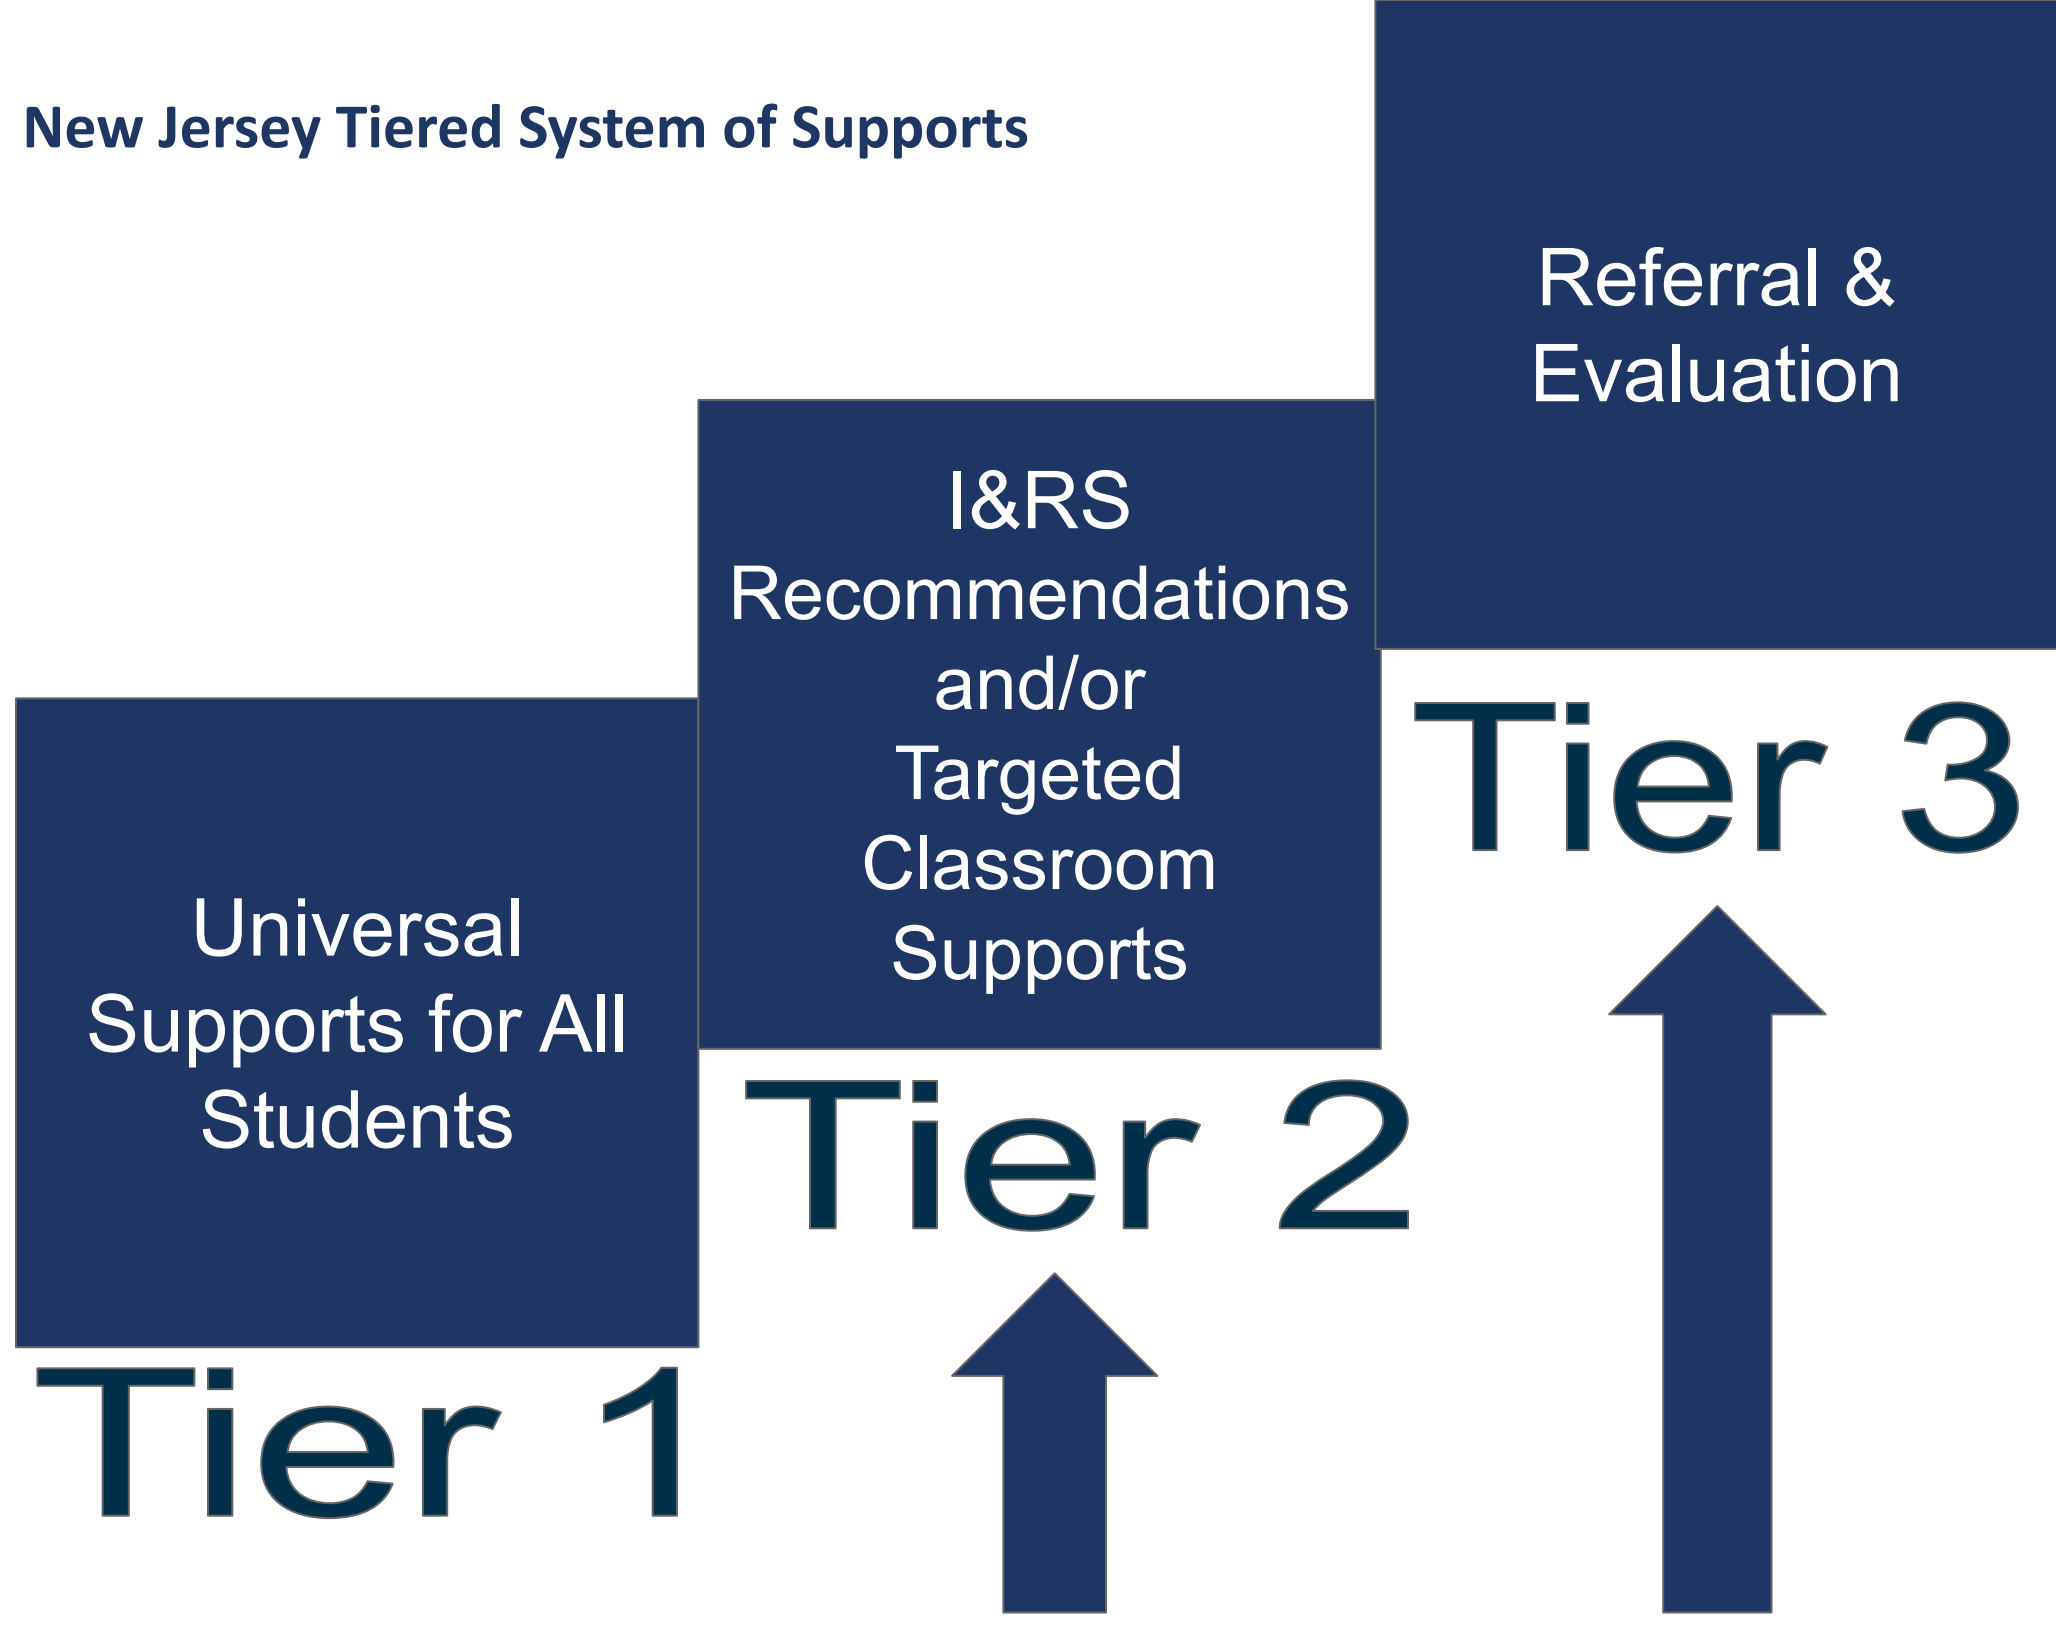 New Jersey Tiered System of Supports
Referral &
Evaluation
Tier 3
I&RS
Recommendations
and/or
Targeted
Classroom
Supports
Tier 2
Universal
Supports for All
Students
Tier 1